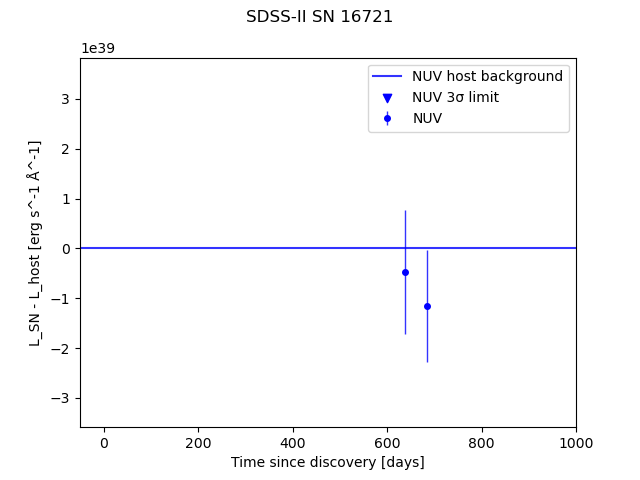 SDSS-II SN 16721
1e39
NUV host background
NUV 3σ limit
NUV
3
2
1
0
−1
−2
−3
L_SN - L_host [erg s^-1 Å^-1]
0 200 400 600 800 1000
Time since discovery [days]